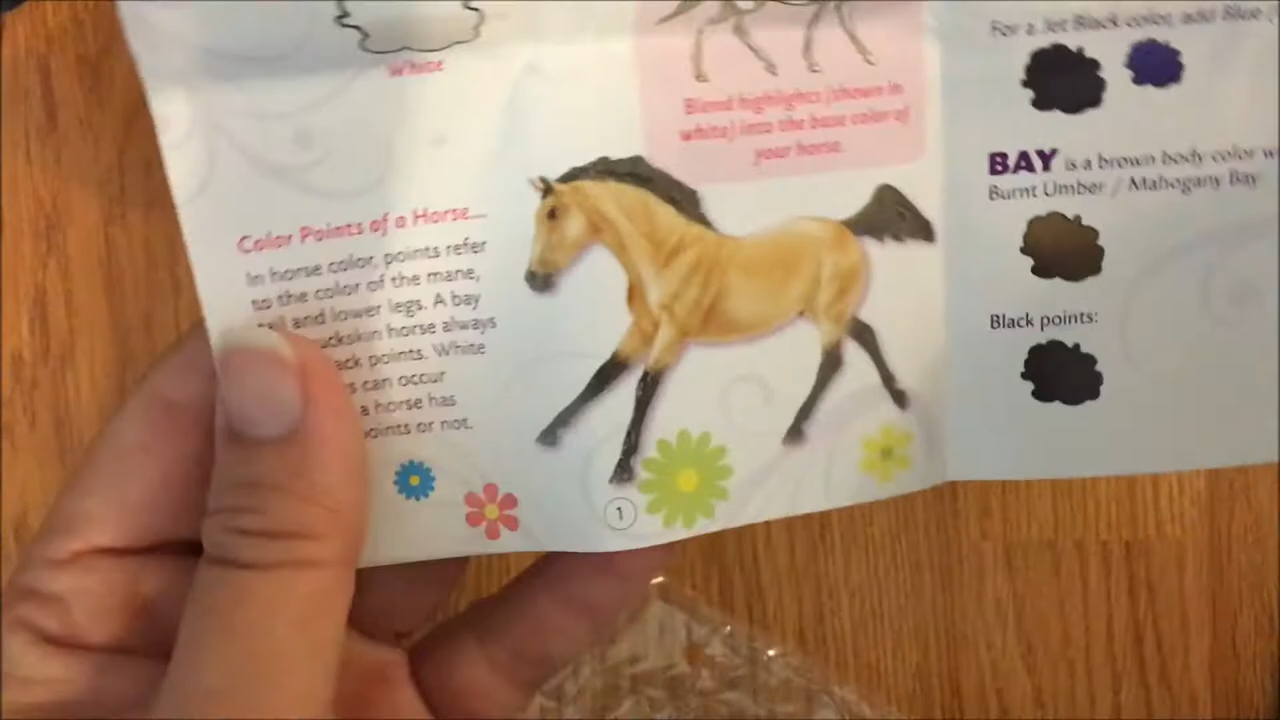 White
Blend highlights (shown in
white) into the base color of
your horse.
Color Points of a Horse...
In horse color, points refer
to the color of the mane,
tail and lower legs. A bay
uckskin horse always
ack points. White
s can occur
a horse has
points or not.
1
For a Jet Black color, add Blue
BAY is a brown body color w
Burnt Umber / Mahogany Bay
Black points: